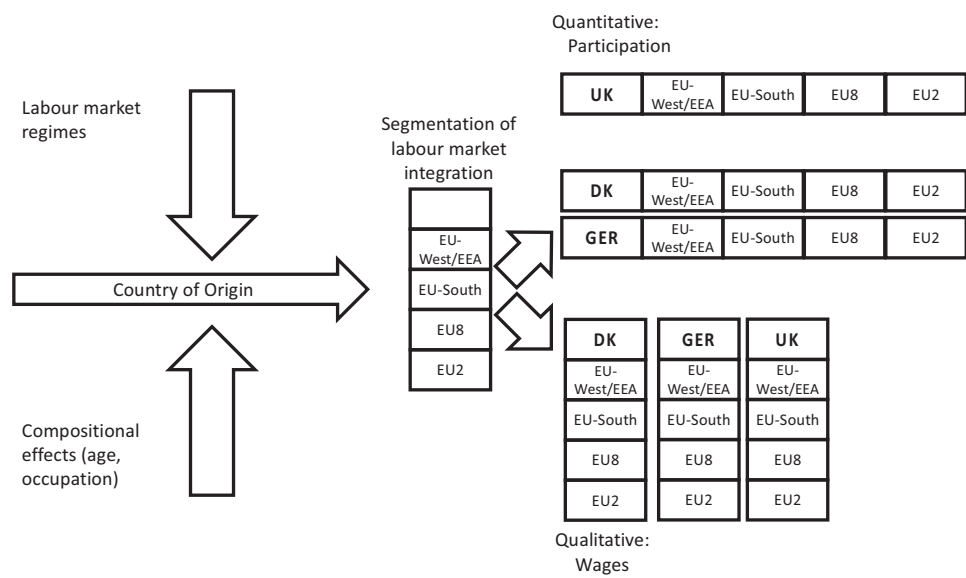 Quantitative:
Participation
UK
EU-
West/EEA
EU-South
EU8
EU2
Labour market
regimes
Segmentation of
labour market
integration
DK
EU-
West/EEA
EU-South
EU8
EU2
GER
EU-
West/EEA
EU-South
EU8
EU2
Country of Origin
EU-
West/EEA
EU-South
EU8
EU2
Compositional
effects (age,
occupation)
DK
EU-
West/EEA
EU-South
EU8
EU2
GER
EU-
West/EEA
EU-South
EU8
EU2
UK
EU-
West/EEA
EU-South
EU8
EU2
Qualitative:
Wages